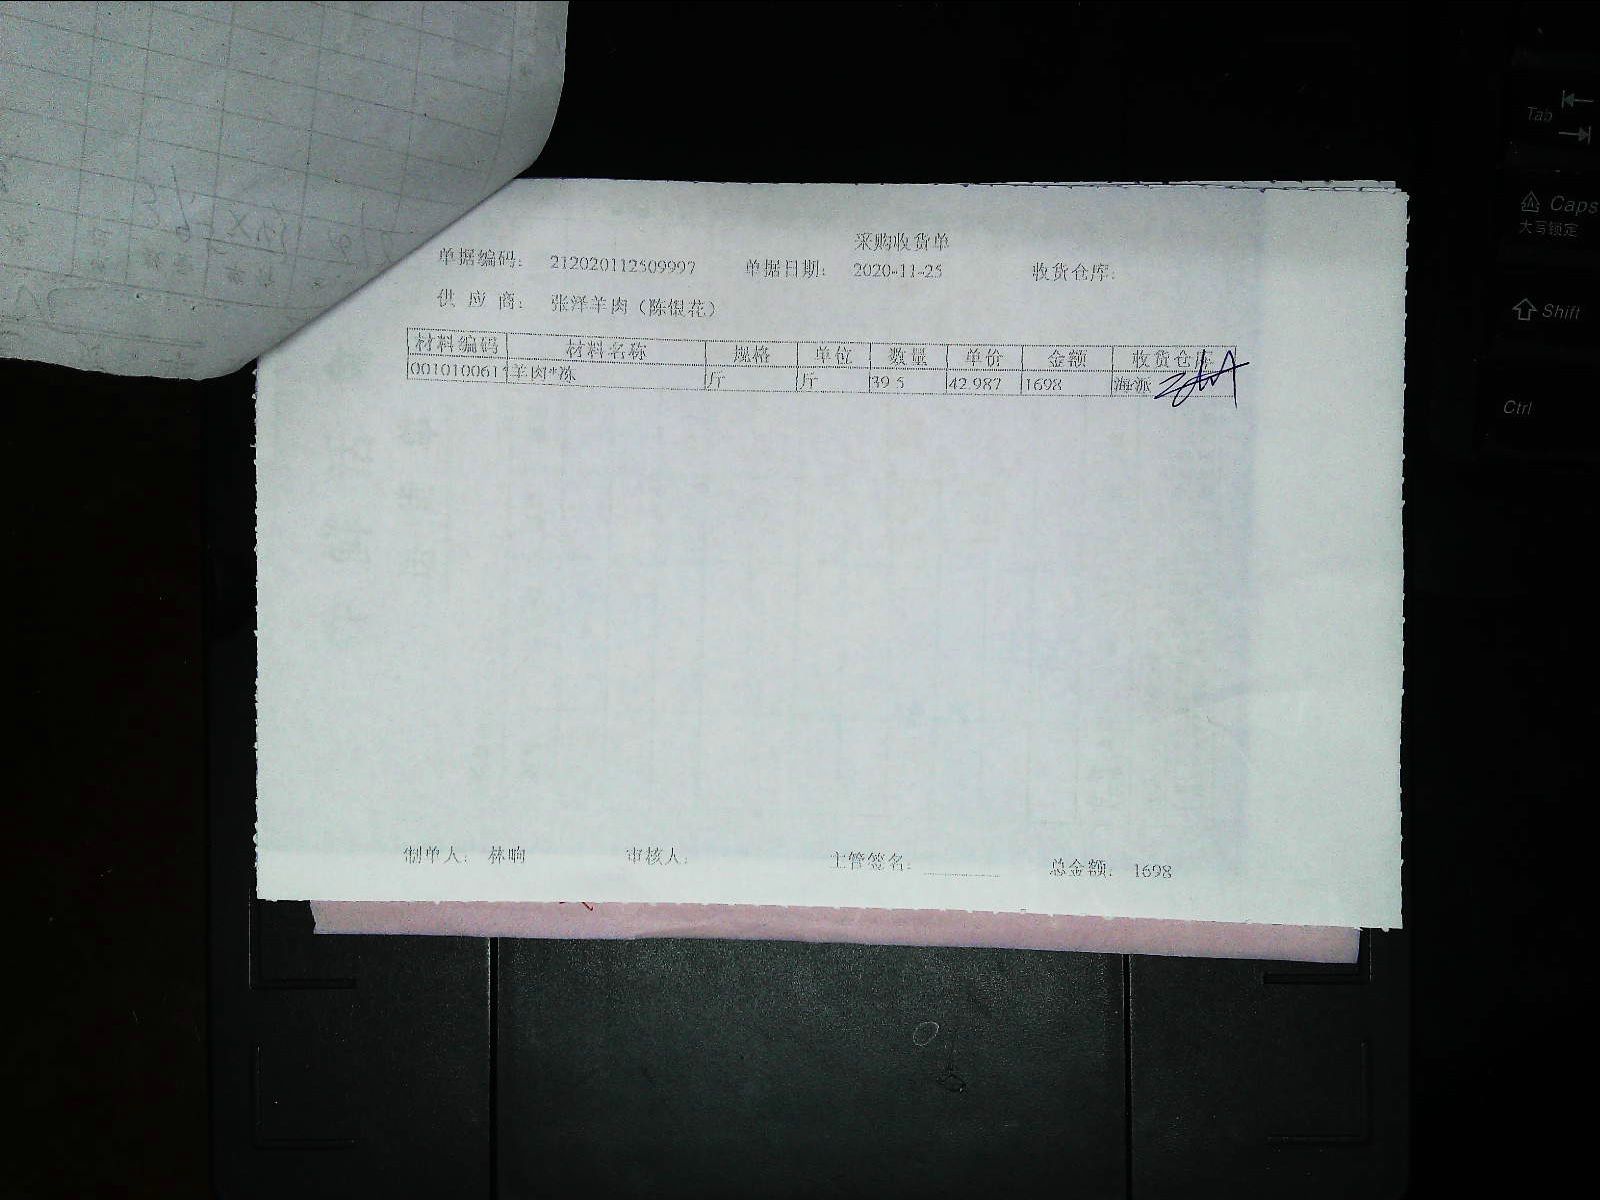 采购收货单
单据编码: 212020112509997 单据日期: 2020-11-25 收货仓库:
供应商: 张泽羊肉（陈银花）
材料编码 材料名称 规格 单位 数量 单价 金额 收货仓库
001010061 羊肉*冻 斤 斤 39.5 42.987 1698 海派
制单人: 林响 审核人: 主管签名: 总金额: 1698
Tab
Caps
大写锁定
Shift
Ctrl